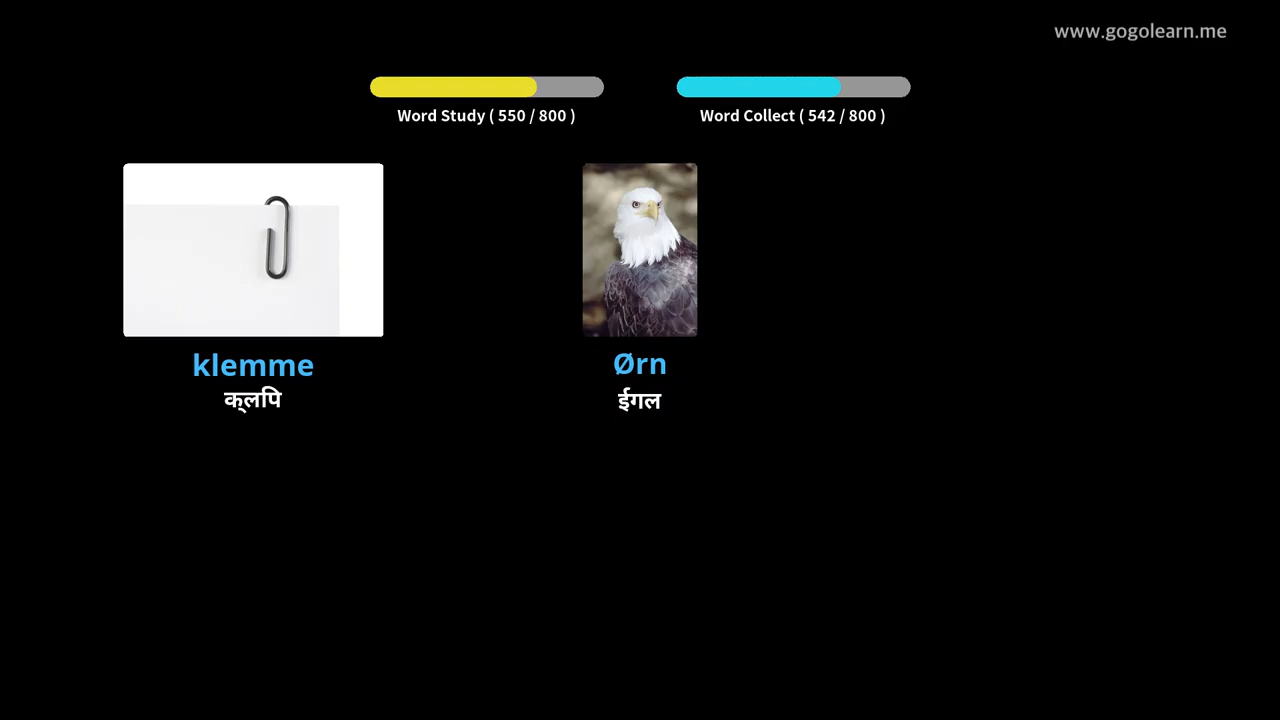 www.gogolearn.me
Word Study ( 550 / 800 )
Word Collect ( 542 / 800 )
klemme
क्लपि
Ørn
ईगल